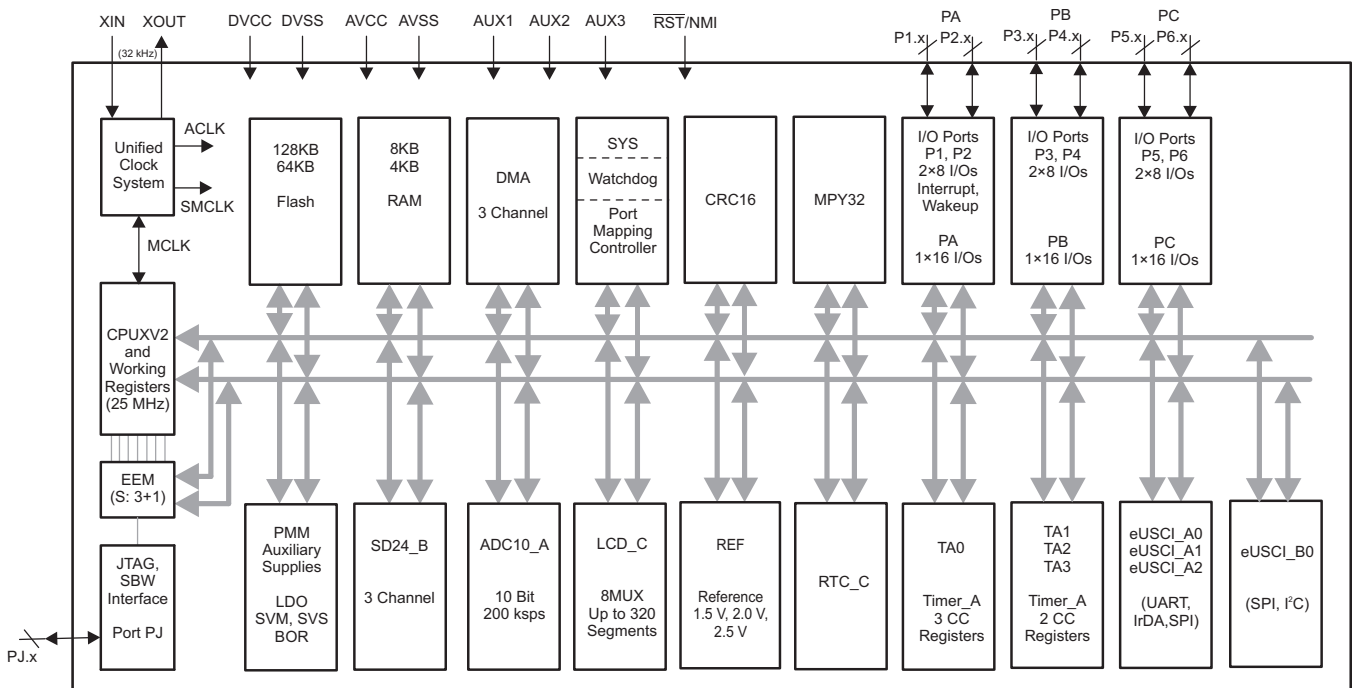 XIN XOUT DVCC DVSS AVCC AVSS AUX1 AUX2 AUX3 RST/NMI PA PB PC
(32 kHz)
P1.x P2.x P3.x P4.x P5.x P6.x
Unified
Clock
System
ACLK
SMCLK
MCLK
128KB
64KB
Flash
8KB
4KB
RAM
DMA
3 Channel
SYS
Watchdog
Port
Mapping
Controller
CRC16
MPY32
I/O Ports
P1, P2
2×8 I/Os
Interrupt,
Wakeup
PA
1×16 I/Os
I/O Ports
P3, P4
2×8 I/Os
PB
1×16 I/Os
I/O Ports
P5, P6
2×8 I/Os
PC
1×16 I/Os
CPUXV2
and
Working
Registers
(25 MHz)
EEM
(S: 3+1)
JTAG,
SBW
Interface
Port PJ
PJ.x
PMM
Auxiliary
Supplies
LDO
SVM, SVS
BOR
SD24_B
3 Channel
ADC10_A
10 Bit
200 ksps
LCD_C
8MUX
Up to 320
Segments
REF
Reference
1.5 V, 2.0 V,
2.5 V
RTC_C
TA0
Timer_A
3 CC
Registers
TA1
TA2
TA3
Timer_A
2 CC
Registers
eUSCI_A0
eUSCI_A1
eUSCI_A2
(UART,
IrDA,SPI)
eUSCI_B0
(SPI, I²C)